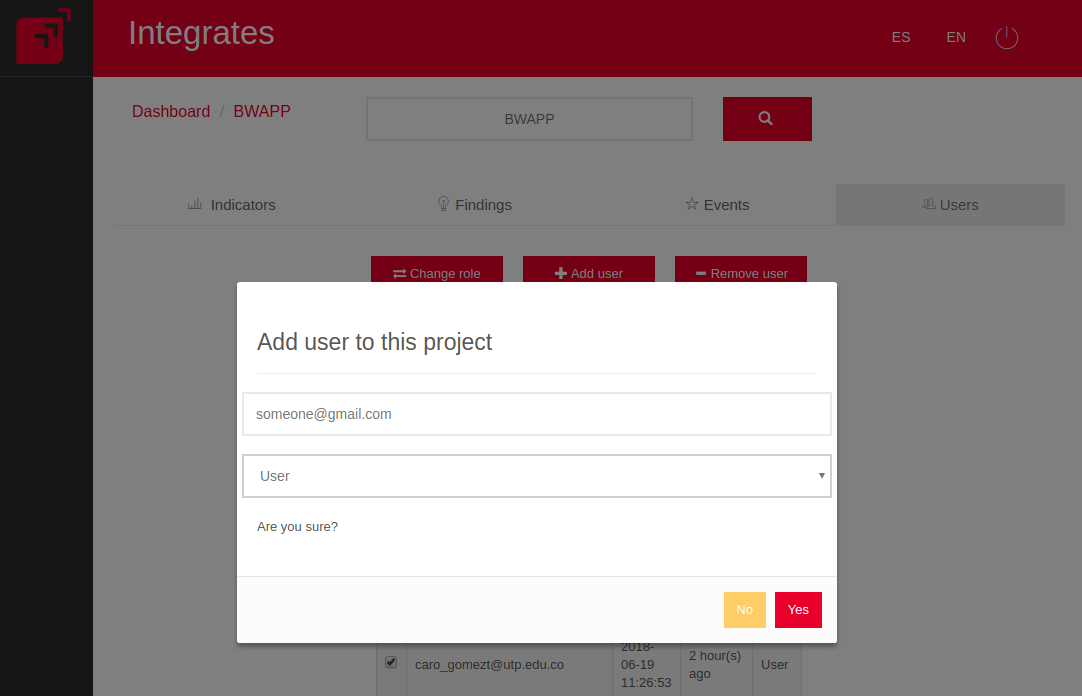 Integrates
ES EN
Dashboard / BWAPP
BWAPP
Indicators
Findings
Events
Users
Change role
Add user
Remove user
Add user to this project
someone@gmail.com
User
Are you sure?
No
Yes
caro_gomezt@utp.edu.co
2018-
06-19
11:26:53
2 hour(s)
ago
User